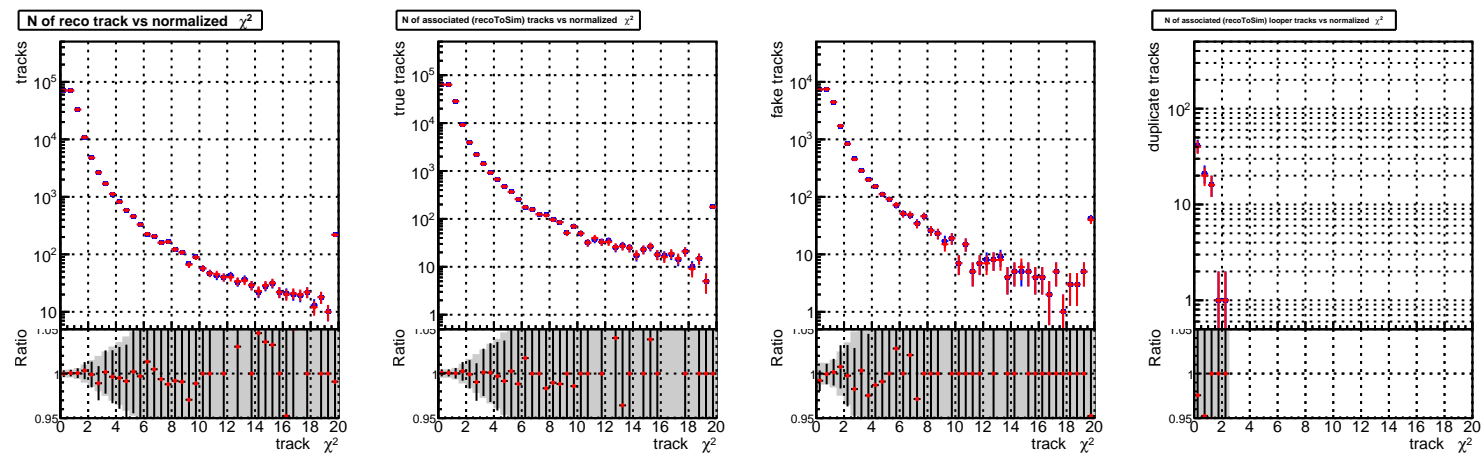 N of reco track vs normalized χ²
tracks
10⁵
10⁴
10³
10²
10
Ratio
1.05
1
0.95
0 2 4 6 8 10 12 14 16 18 20
track χ²
N of associated (recoToSim) tracks vs normalized χ²
true tracks
10⁵
10⁴
10³
10²
10
1
Ratio
1.05
1
0.95
0 2 4 6 8 10 12 14 16 18 20
track χ²
fake tracks
10⁴
10³
10²
10
1
Ratio
1.05
1
0.95
0 2 4 6 8 10 12 14 16 18 20
track χ²
N of associated (recoToSim) looper tracks vs normalized χ²
duplicate tracks
10²
10
1
Ratio
1.05
1
0.95
0 2 4 6 8 10 12 14 16 18 20
track χ²